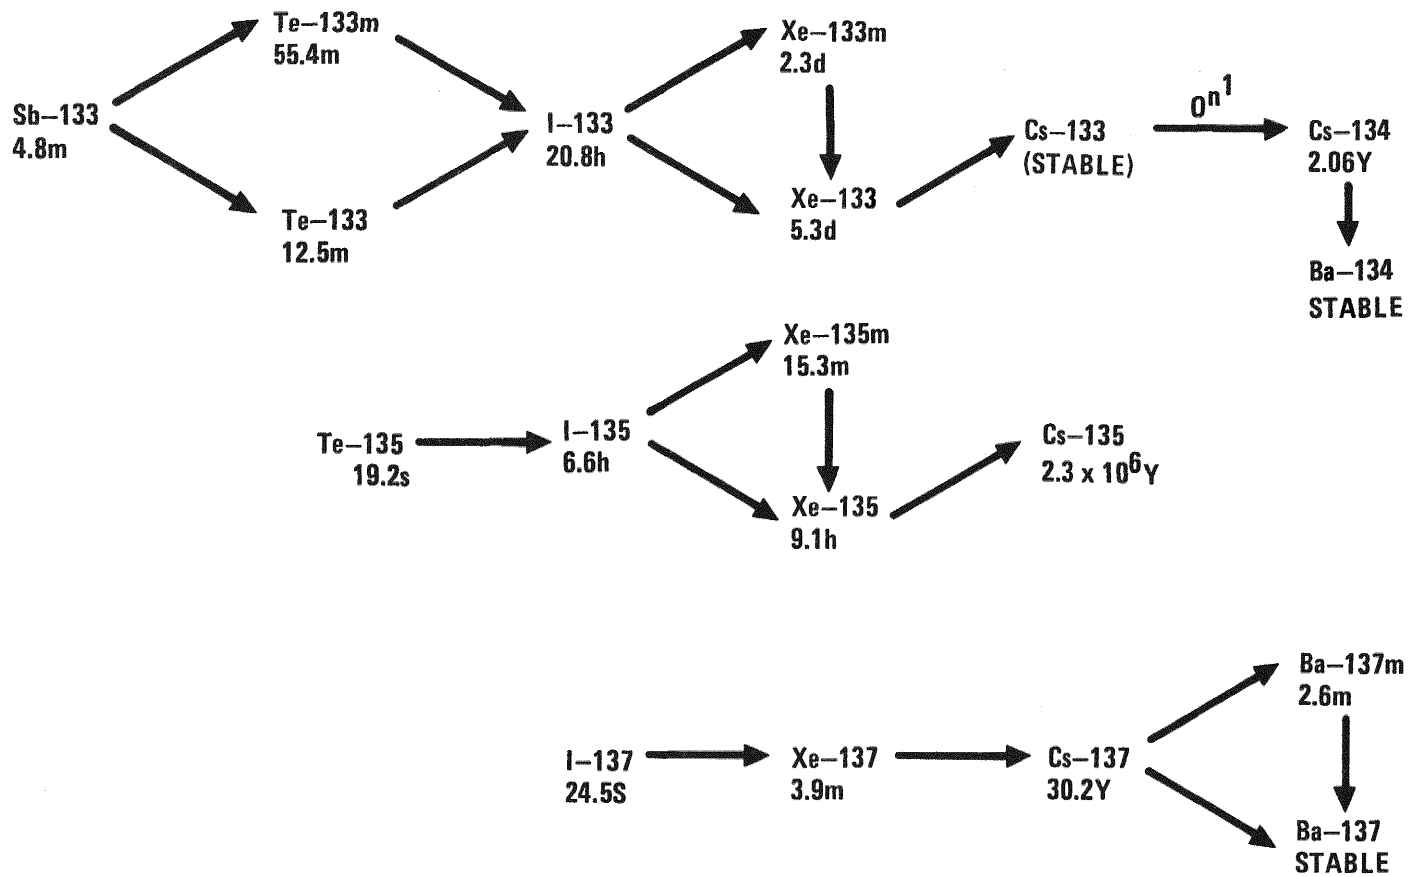 Te–133m
55.4m
Sb–133
4.8m
Te–133
12.5m
I–133
20.8h
Xe–133m
2.3d
Xe–133
5.3d
Cs–133
(STABLE)
0n1
Cs–134
2.06Y
Ba–134
STABLE
Te–135
19.2s
I–135
6.6h
Xe–135m
15.3m
Xe–135
9.1h
Cs–135
2.3 x 10⁶Y
I–137
24.5S
Xe–137
3.9m
Cs–137
30.2Y
Ba–137m
2.6m
Ba–137
STABLE